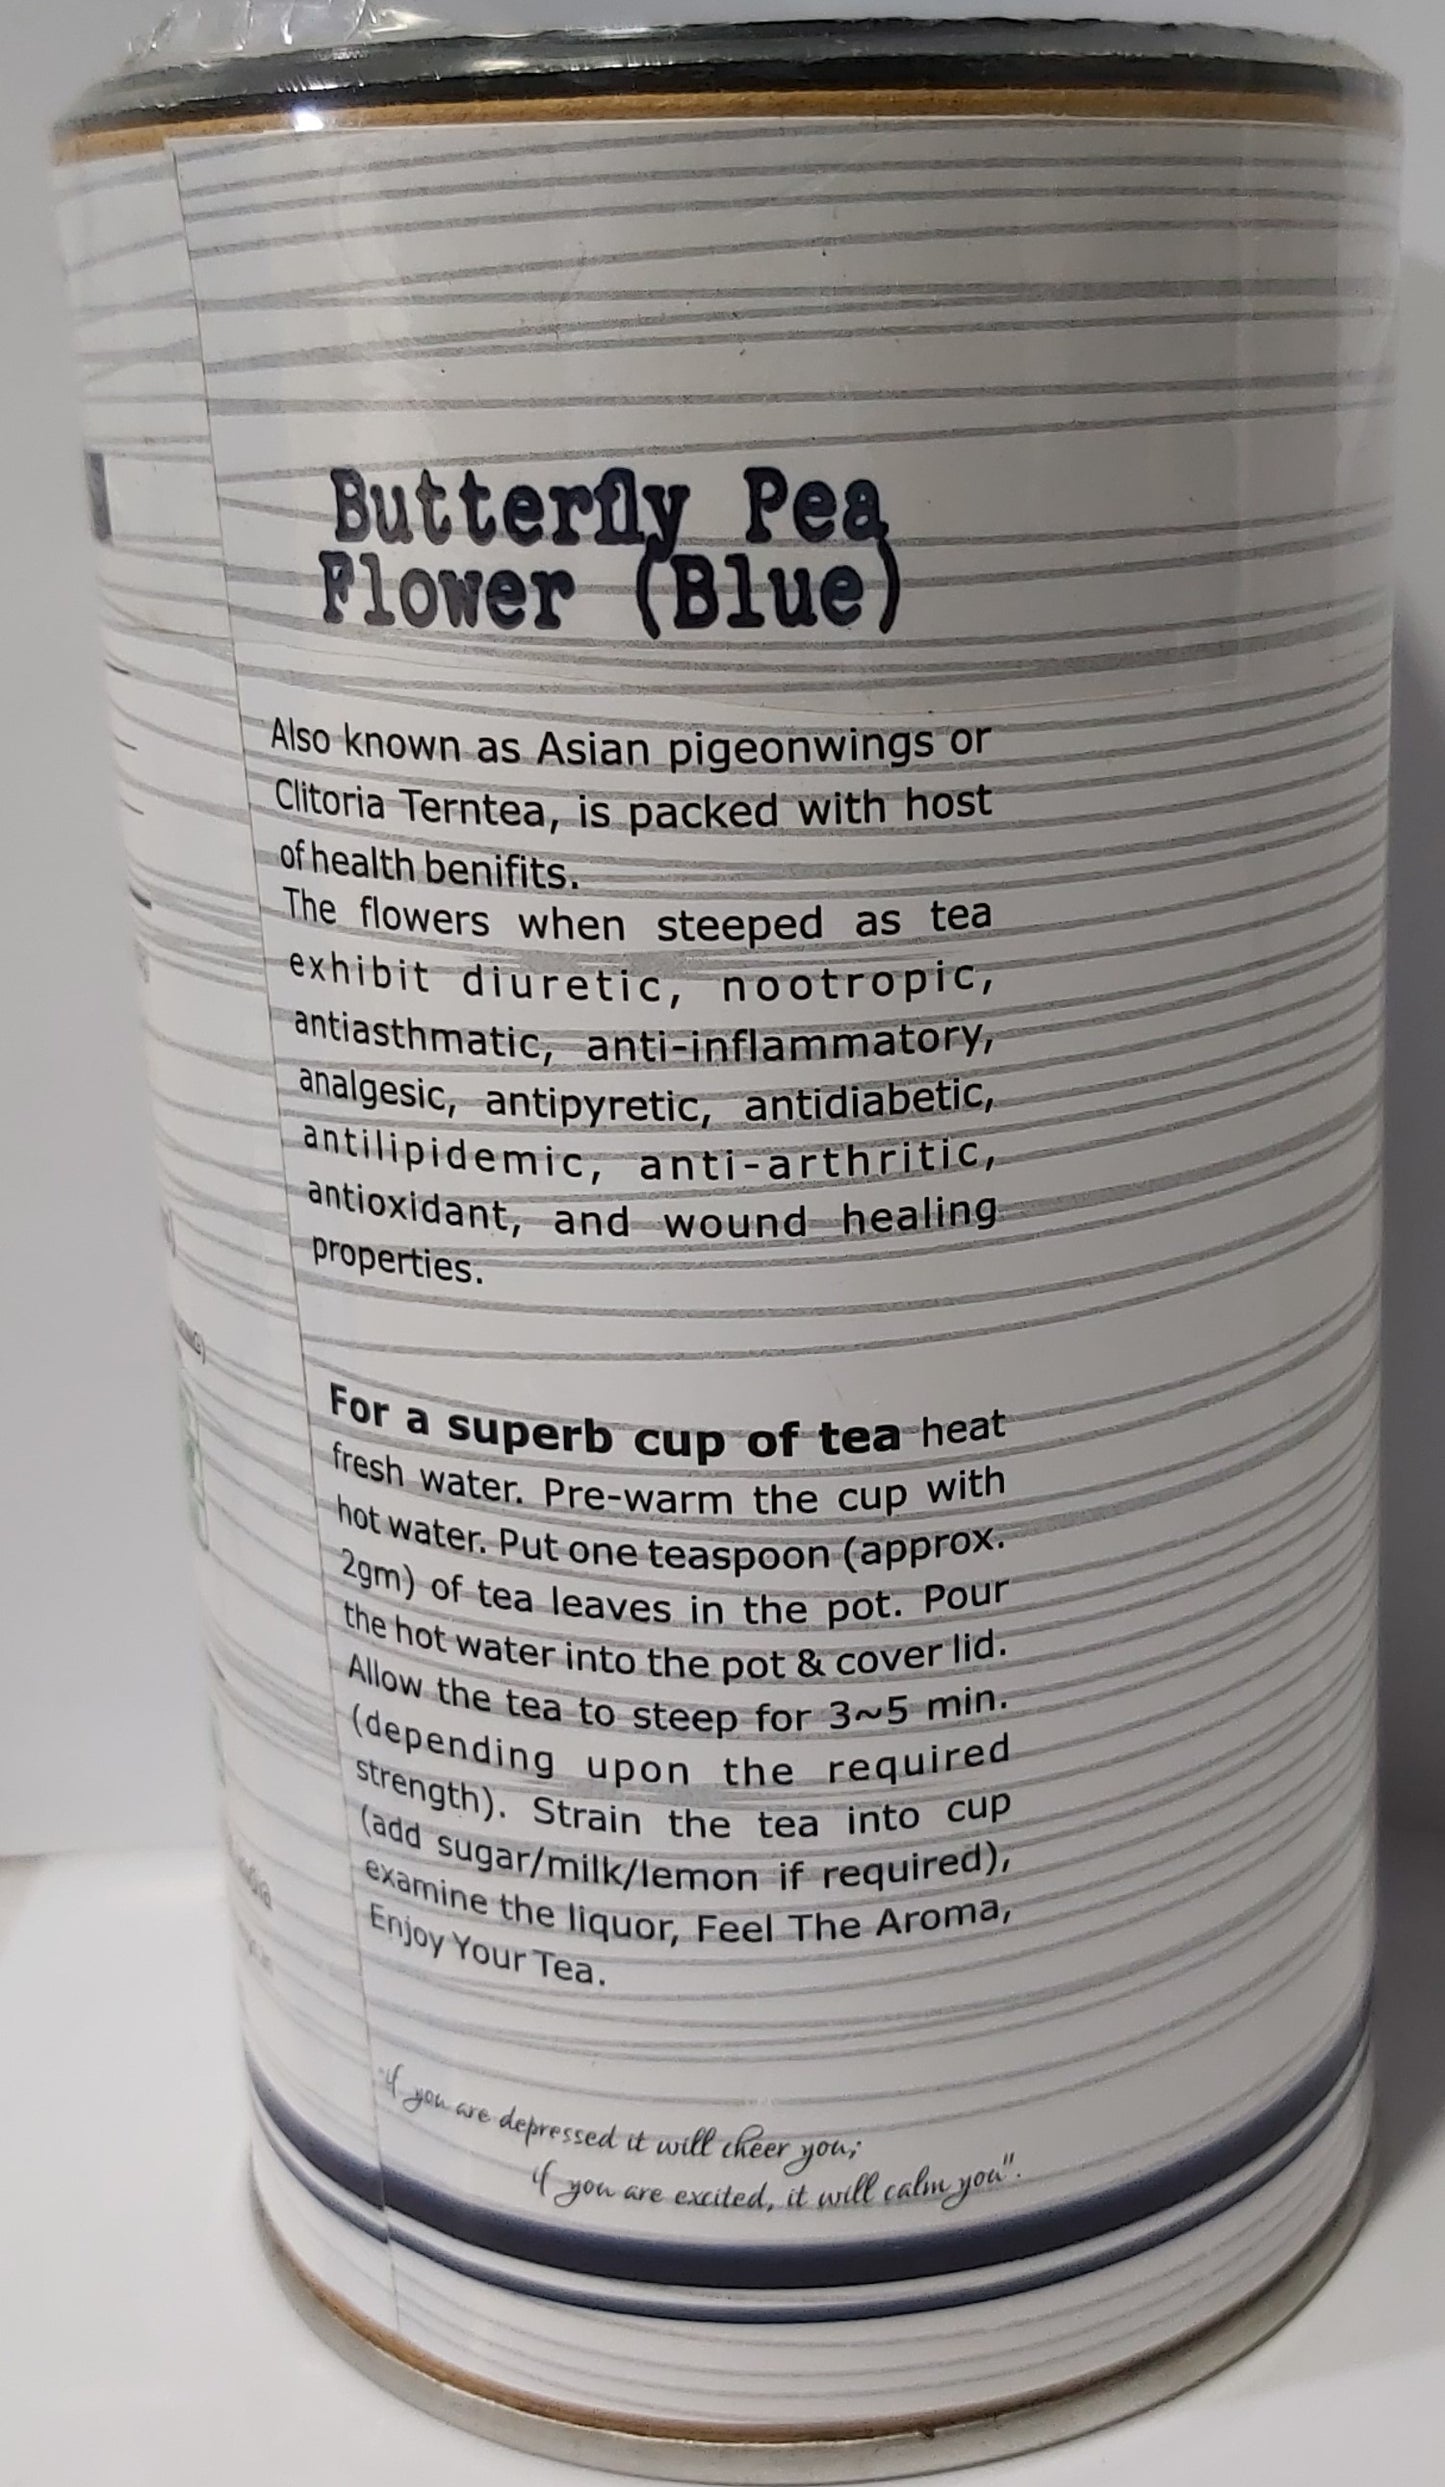 Butterfly Pea
Flower (Blue)
Also known as Asian pigeonwings or
Clitoria Terntea, is packed with host
of health benifits.
The flowers when steeped as tea
exhibit diuretic, nootropic,
antiasthmatic, anti-inflammatory,
analgesic, antipyretic, antidiabetic,
antilipidemic, anti-arthritic,
antioxidant, and wound healing
properties.
For a superb cup of tea heat
fresh water. Pre-warm the cup with
hot water. Put one teaspoon (approx.
2gm) of tea leaves in the pot. Pour
the hot water into the pot & cover lid.
Allow the tea to steep for 3~5 min.
(depending upon the required
strength). Strain the tea into cup
(add sugar/milk/lemon if required),
examine the liquor, Feel The Aroma,
Enjoy Your Tea.
"if you are depressed it will cheer you;
if you are excited, it will calm you".